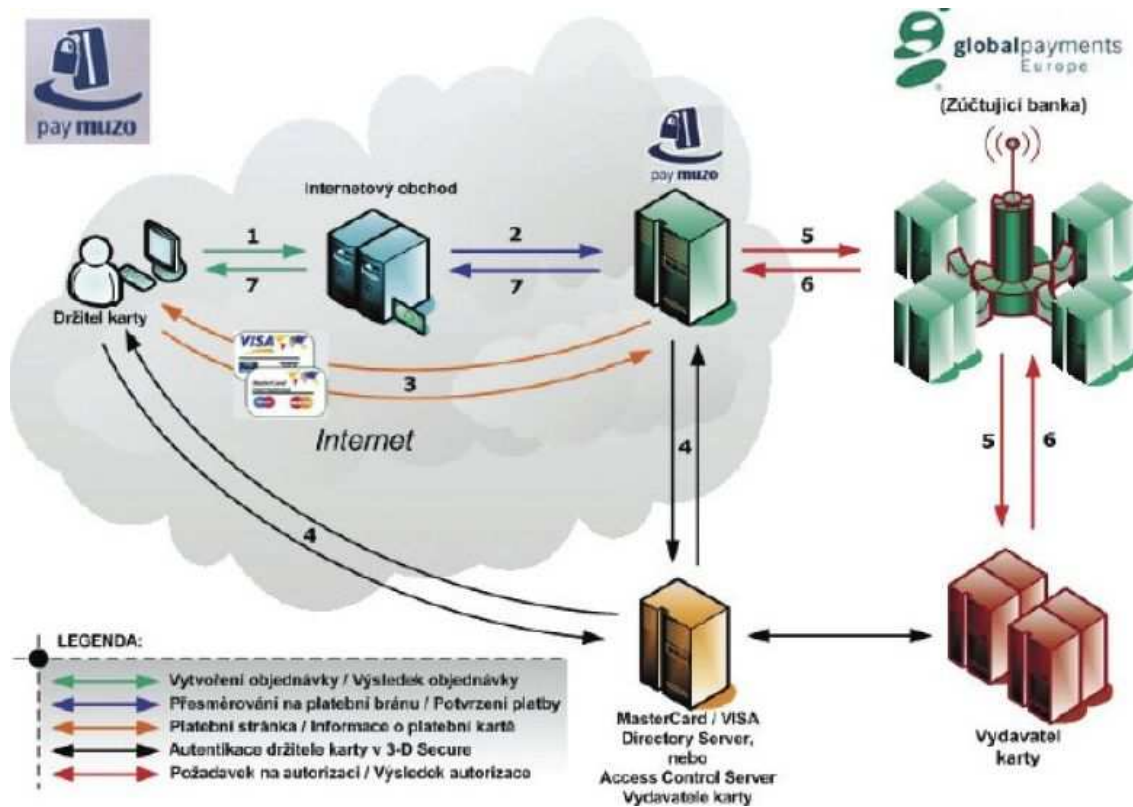 pay muzo
globalpayments
Europe
(Zúčtující banka)
pay muzo
Internetový obchod
1
2
5
7
7
6
Držitel karty
VISA
MasterCard
3
Internet
4
5
6
4
LEGENDA:
Vytvoření objednávky / Výsledek objednávky
Přesměrování na platební bránu / Potvrzení platby
Platební stránka / Informace o platební kartě
Autentikace držitele karty v 3-D Secure
Požadavek na autorizaci / Výsledek autorizace
MasterCard / VISA
Directory Server,
nebo
Access Control Server
Vydavatele karty
Vydavatel
karty